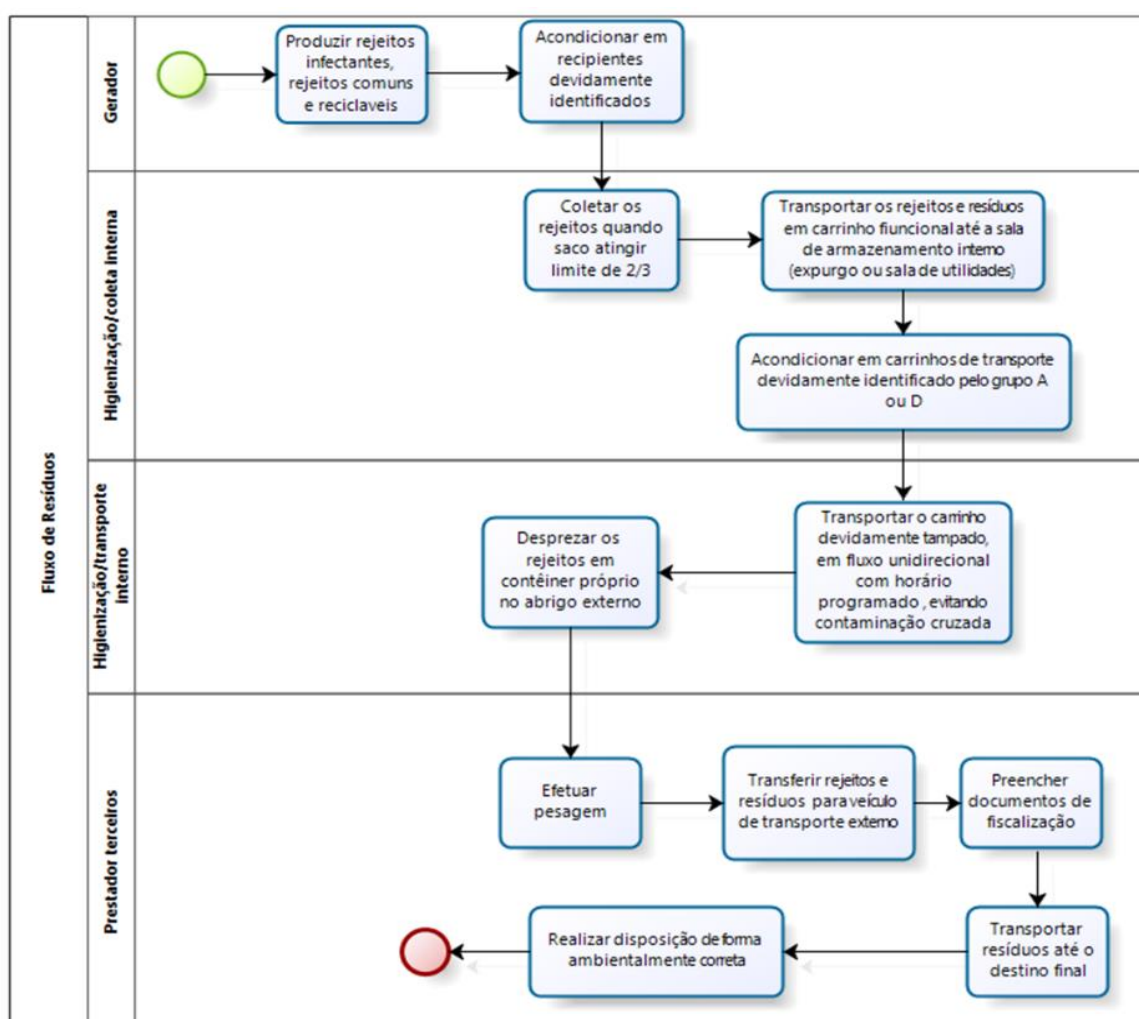 Fluxo de Resíduos
Gerador
Produzir rejeitos
infectantes,
rejeitos comuns
e reciclaveis
Acondicionar em
recipientes
devidamente
identificados
Higienização/coleta interna
Coletar os
rejeitos quando
saco atingir
limite de 2/3
Transportar os rejeitos e resíduos
em carrinho fiuncional até a sala
de armazenamento interno
(expurgo ou sala de utilidades)
Acondicionar em carrinhos de transporte
devidamente identificado pelo grupo A
ou D
Higienização/transporte
interno
Transportar o carrinho
devidamente tampado,
em fluxo unidirecional
com horário
programado , evitando
contaminação cruzada
Desprezar os
rejeitos em
contêiner próprio
no abrigo externo
Prestador terceiros
Efetuar
pesagem
Transferir rejeitos e
resíduos para veículo
de transporte externo
Preencher
documentos de
fiscalização
Transportar
resíduos até o
destino final
Realizar disposição de forma
ambientalmente correta